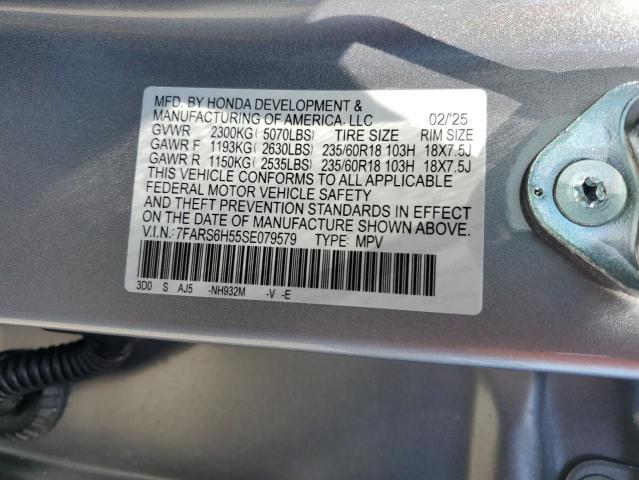 MFD. BY HONDA DEVELOPMENT &
MANUFACTURING OF AMERICA, LLC 02/'25
GVWR 2300KG( 5070LBS) TIRE SIZE RIM SIZE
GAWR F 1193KG( 2630LBS) 235/60R18 103H 18X7.5J
GAWR R 1150KG( 2535LBS) 235/60R18 103H 18X7.5J
THIS VEHICLE CONFORMS TO ALL APPLICABLE
FEDERAL MOTOR VEHICLE SAFETY
AND THEFT PREVENTION STANDARDS IN EFFECT
ON THE DATE OF MANUFACTURE SHOWN ABOVE.
V.I.N.: 7FARS6H55SE079579 TYPE: MPV
3D0 S AJ5 -NH932M -V -E